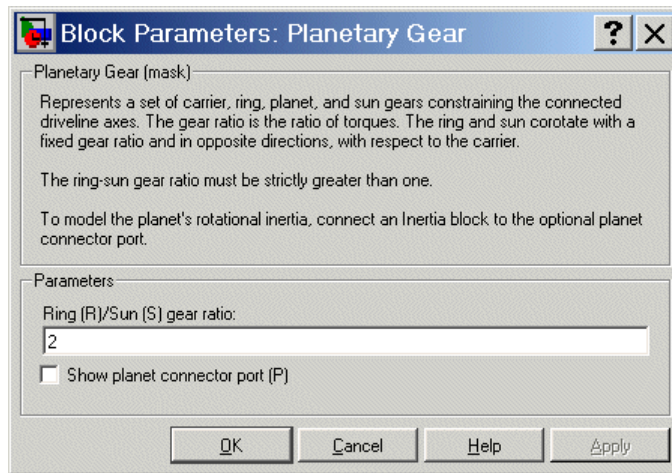 Block Parameters: Planetary Gear
Planetary Gear (mask)
Represents a set of carrier, ring, planet, and sun gears constraining the connected
driveline axes. The gear ratio is the ratio of torques. The ring and sun corotate with a
fixed gear ratio and in opposite directions, with respect to the carrier.
The ring-sun gear ratio must be strictly greater than one.
To model the planet's rotational inertia, connect an Inertia block to the optional planet
connector port.
Parameters
Ring (R)/Sun (S) gear ratio:
2
Show planet connector port (P)
OK Cancel Help Apply